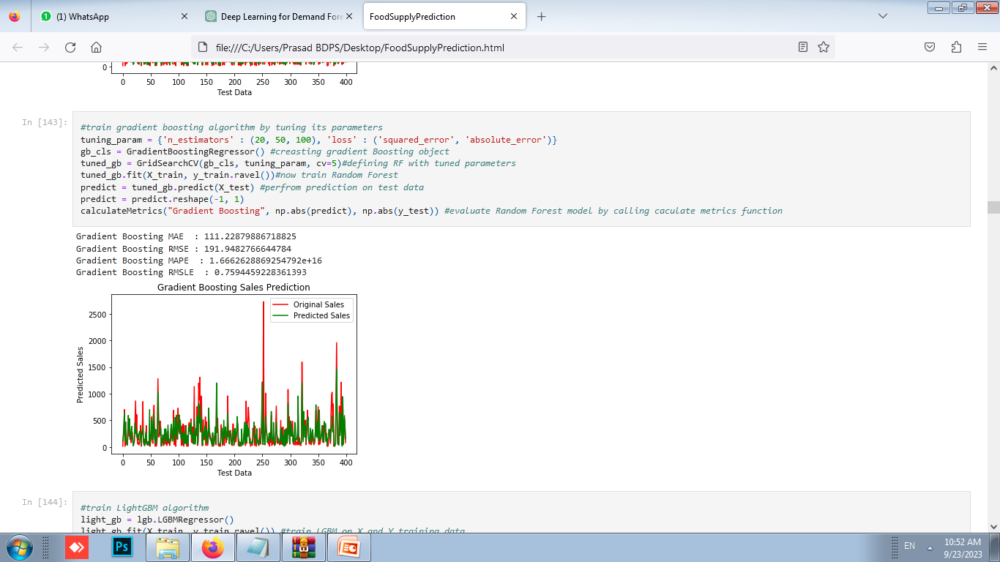 (1) WhatsApp
Deep Learning for Demand Fore
FoodSupplyPrediction
file:///C:/Users/Prasad BDPS/Desktop/FoodSupplyPrediction.html
0
0 50 100 150 200 250 300 350 400
Test Data
In [143]:
#train gradient boosting algorithm by tuning its parameters
tuning_param = {'n_estimators' : (20, 50, 100), 'loss' : ('squared_error', 'absolute_error')}
gb_cls = GradientBoostingRegressor() #creasting gradient Boosting object
tuned_gb = GridSearchCV(gb_cls, tuning_param, cv=5)#defining RF with tuned parameters
tuned_gb.fit(X_train, y_train.ravel())#now train Random Forest
predict = tuned_gb.predict(X_test) #perfrom prediction on test data
predict = predict.reshape(-1, 1)
calculateMetrics("Gradient Boosting", np.abs(predict), np.abs(y_test)) #evaluate Random Forest model by calling caculate metrics function
Gradient Boosting MAE  : 111.22879886718825
Gradient Boosting RMSE : 191.9482766644784
Gradient Boosting MAPE  : 1.6662628869254792e+16
Gradient Boosting RMSLE  : 0.7594459228361393
Gradient Boosting Sales Prediction
Original Sales
Predicted Sales
2500
2000
1500
1000
500
0
Predicted Sales
0 50 100 150 200 250 300 350 400
Test Data
In [144]:
#train LightGBM algorithm
light_gb = lgb.LGBMRegressor()
light_gb.fit(X_train, y_train.ravel()) #train LGBM on X and Y training data
Ps
EN
10:52 AM
9/23/2023